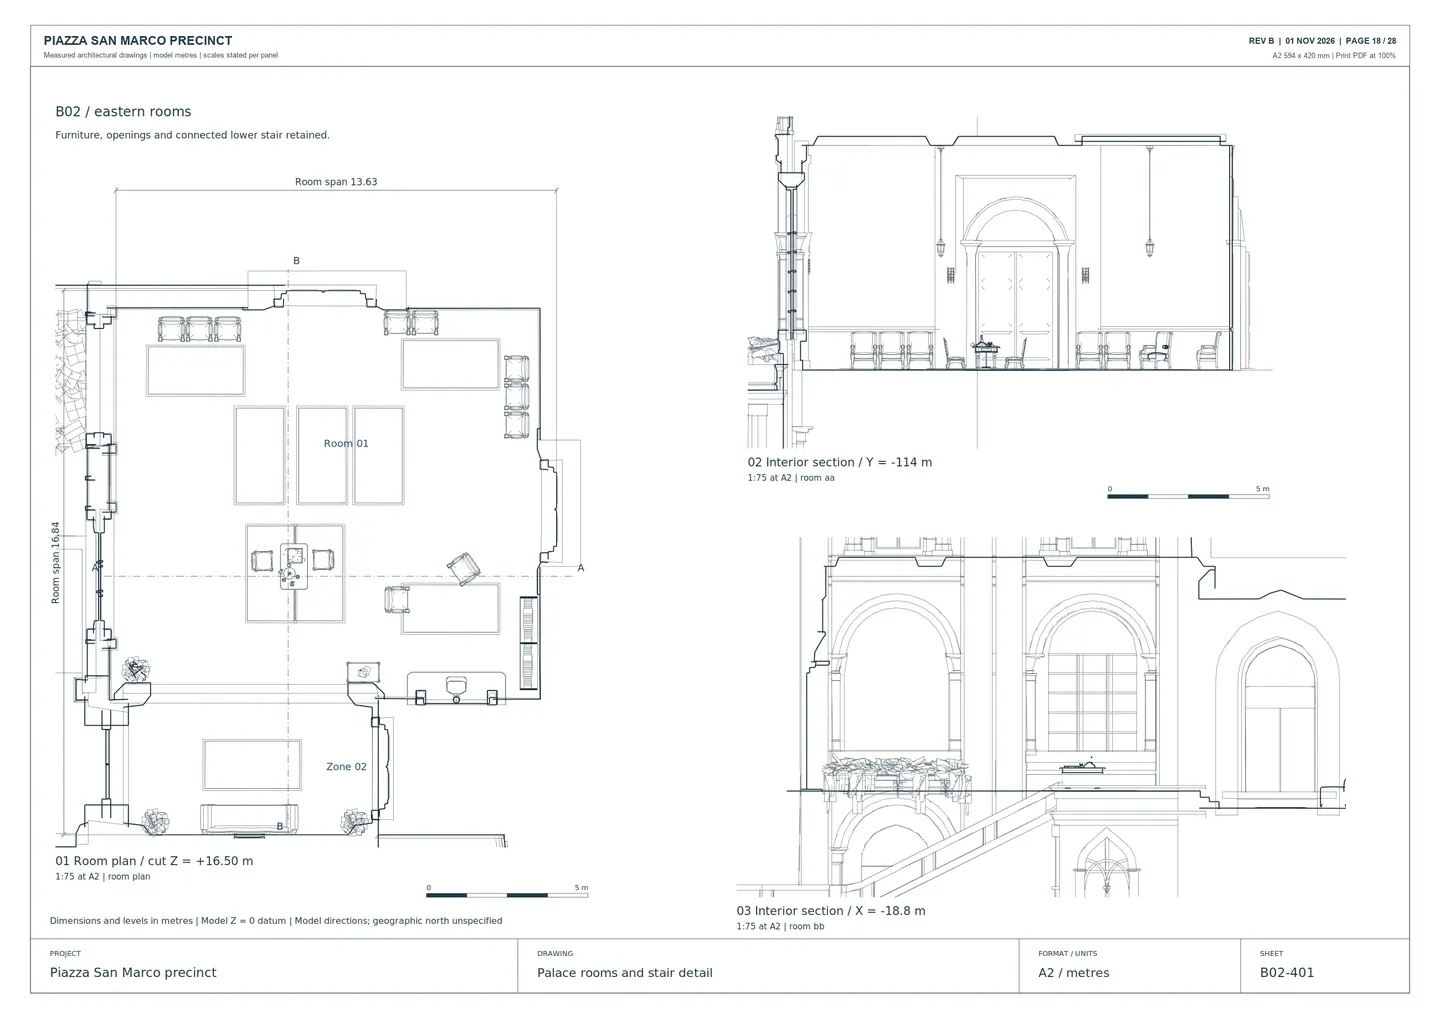 PIAZZA SAN MARCO PRECINCT
Measured architectural drawings | model metres | scales stated per panel
REV B | 01 NOV 2026 | PAGE 18 / 28
A2 594 x 420 mm | Print PDF at 100%
B02 / eastern rooms
Furniture, openings and connected lower stair retained.
Room span 13.63
B
Room 01
Room span 16.84
A
A
Zone 02
B
01 Room plan / cut Z = +16.50 m
1:75 at A2 | room plan
0
5 m
Dimensions and levels in metres | Model Z = 0 datum | Model directions; geographic north unspecified
02 Interior section / Y = -114 m
1:75 at A2 | room aa
0
5 m
03 Interior section / X = -18.8 m
1:75 at A2 | room bb
PROJECT
Piazza San Marco precinct
DRAWING
Palace rooms and stair detail
FORMAT / UNITS
A2 / metres
SHEET
B02-401